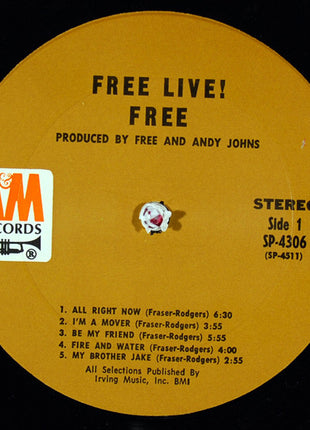 FREE LIVE!
FREE
PRODUCED BY FREE AND ANDY JOHNS
&M
RECORDS
®
STEREO
Side 1
SP-4306
(SP-4511)
1. ALL RIGHT NOW (Fraser-Rodgers) 6:30
2. I'M A MOVER (Fraser-Rodgers) 3:55
3. BE MY FRIEND (Fraser-Rodgers) 5:55
4. FIRE AND WATER (Fraser-Rodgers) 4:00
5. MY BROTHER JAKE (Fraser-Rodgers) 2:55
All Selections Published By
Irving Music, Inc. BMI